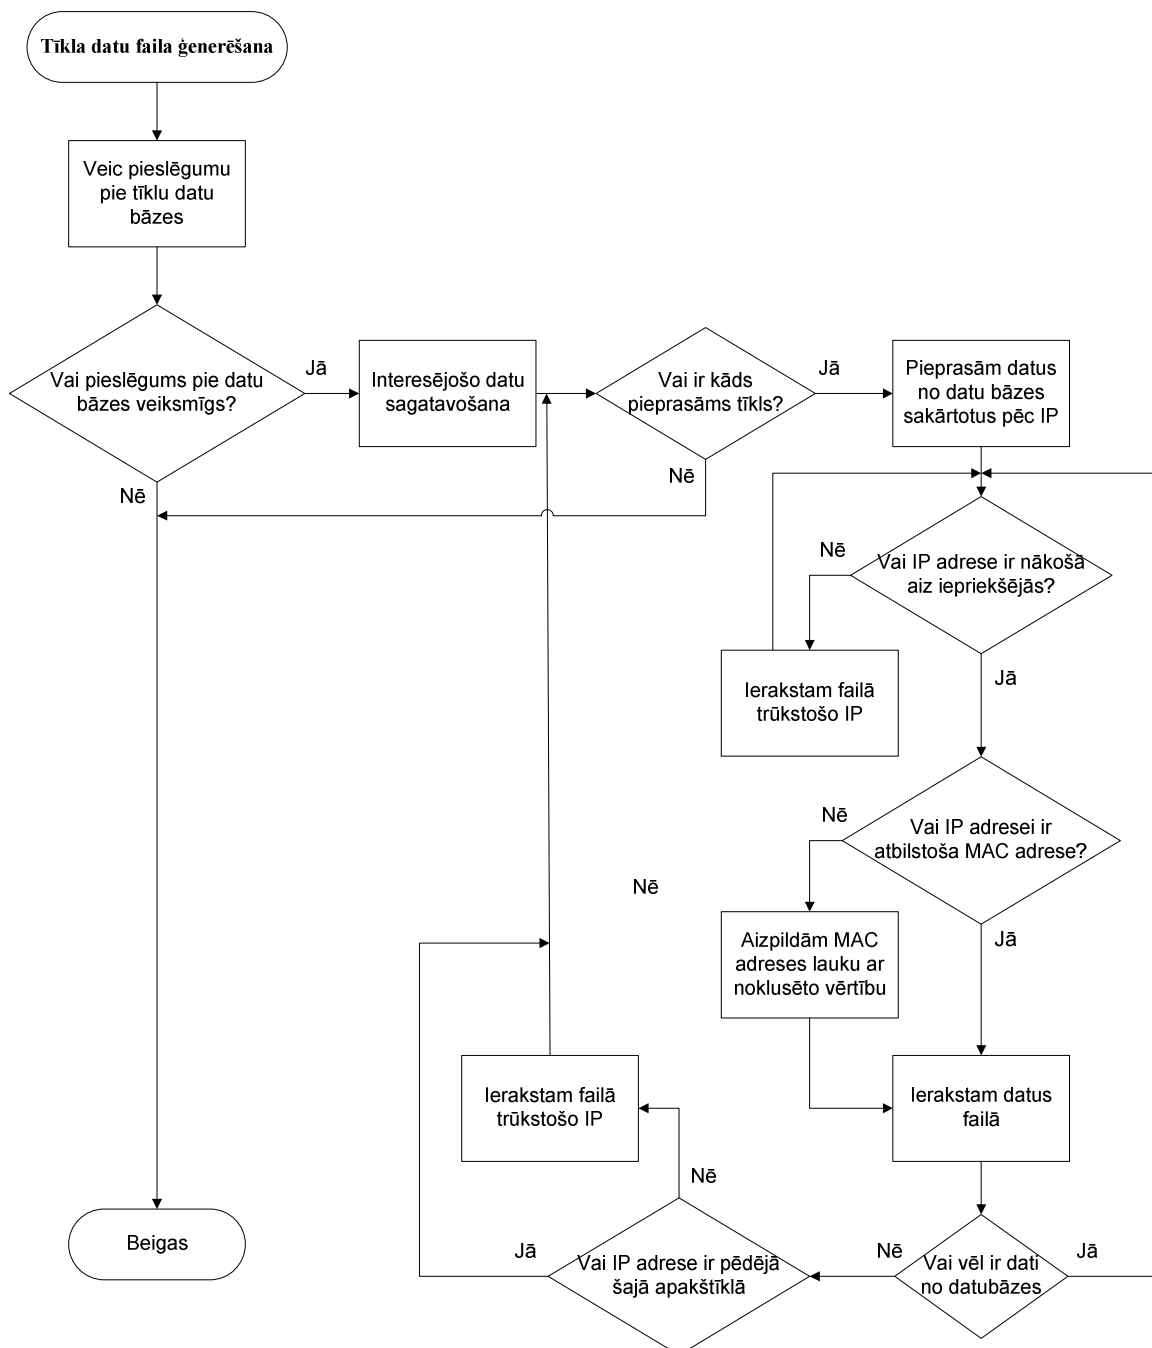 Tīkla datu faila ģenerēšana
Veic pieslēgumu
pie tīklu datu
bāzes
Vai pieslēgums pie datu
bāzes veiksmīgs?
Jā
Nē
Interesējošo datu
sagatavošana
Vai ir kāds
pieprasāms tīkls?
Jā
Nē
Pieprasām datus
no datu bāzes
sakārtotus pēc IP
Vai IP adrese ir nākošā
aiz iepriekšējās?
Nē
Jā
Ierakstam failā
trūkstošo IP
Vai IP adresei ir
atbilstoša MAC adrese?
Nē
Jā
Nē
Aizpildām MAC
adreses lauku ar
noklusēto vērtību
Ierakstam datus
failā
Vai vēl ir dati
no datubāzes
Jā
Nē
Vai IP adrese ir pēdējā
šajā apakštīklā
Jā
Nē
Ierakstam failā
trūkstošo IP
Beigas